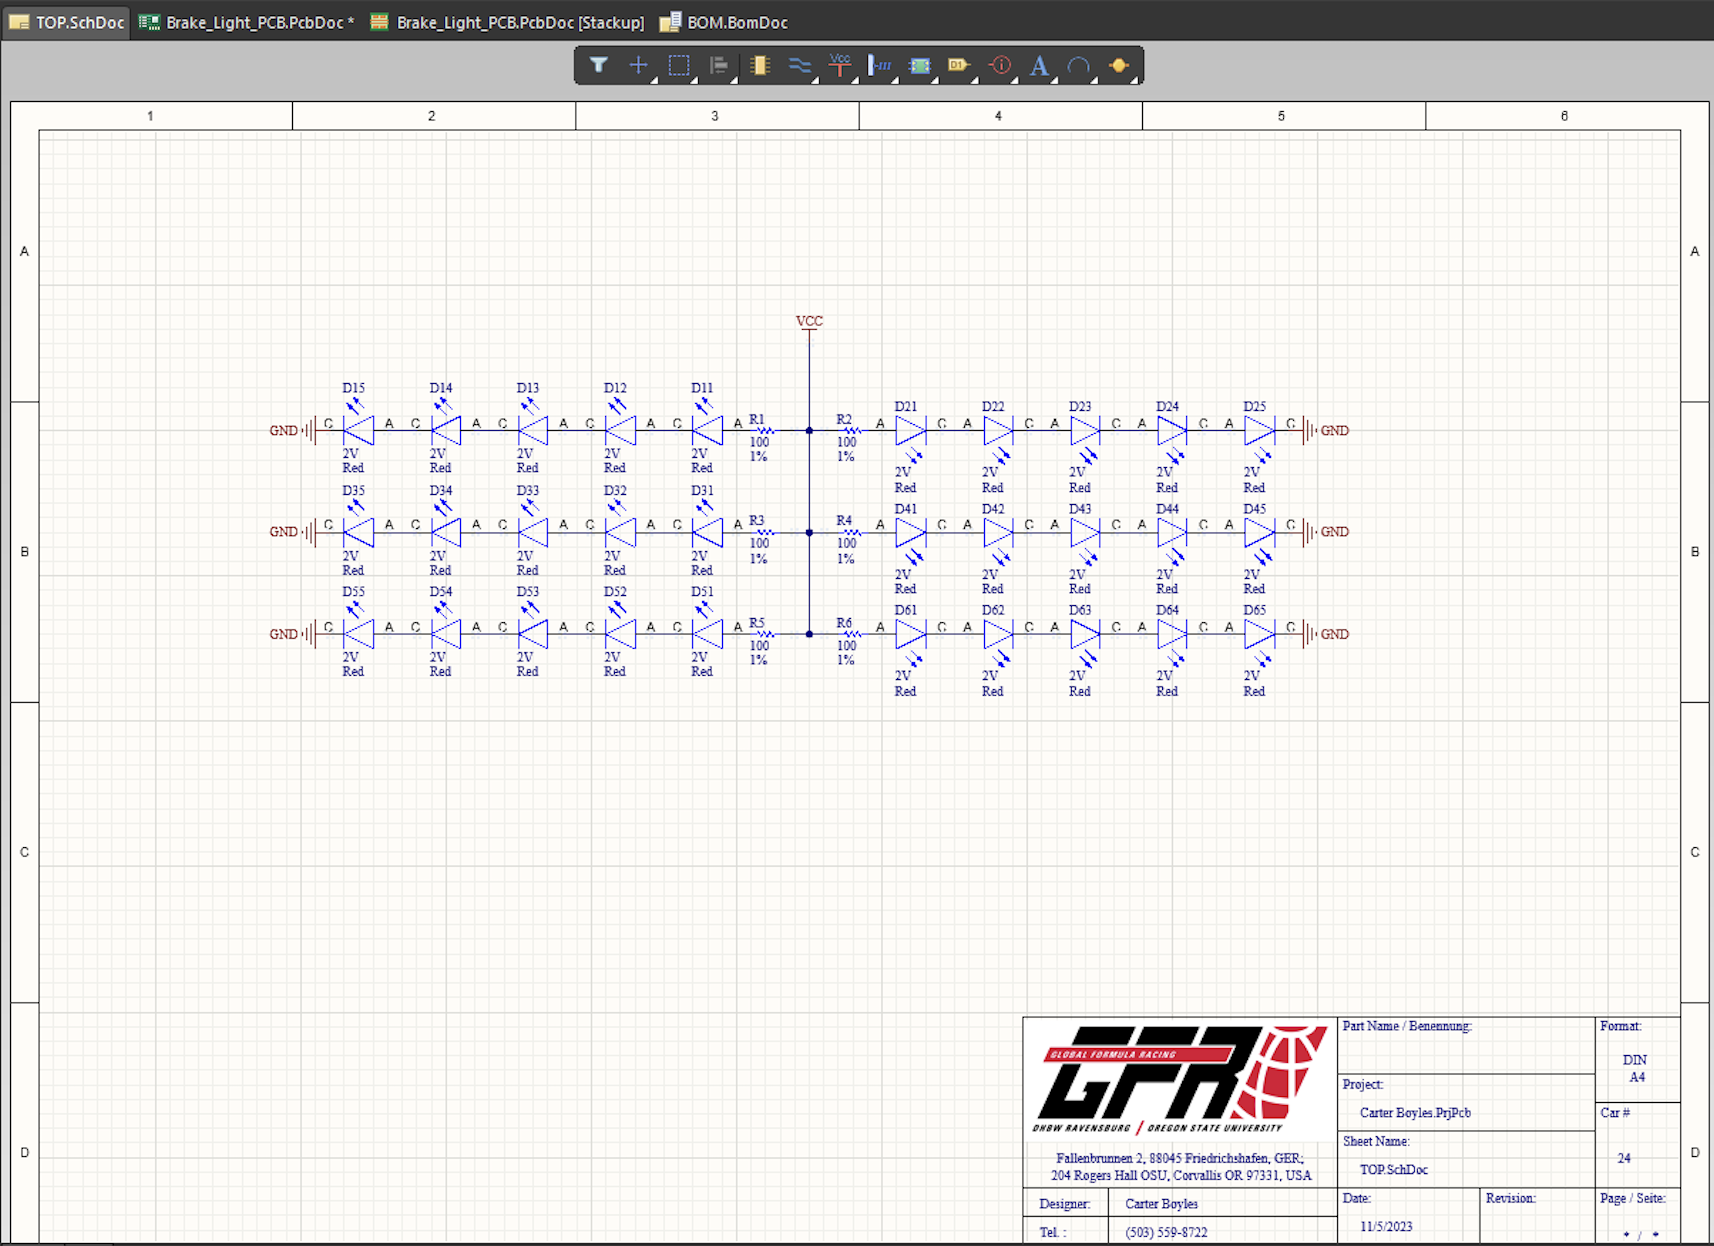 TOP.SchDoc Brake_Light_PCB.PcbDoc * Brake_Light_PCB.PcbDoc [Stackup] BOM.BomDoc
Vcc D1
1 2 3 4 5 6
A A
VCC
D15 D14 D13 D12 D11
D21 D22 D23 D24 D25
GND C A C A C A C A C A R1 R2 A C A C A C A C A C GND
100 100
2V 2V 2V 2V 2V 1% 1%
Red Red Red Red Red
2V 2V 2V 2V 2V
Red Red Red Red Red
D35 D34 D33 D32 D31
D41 D42 D43 D44 D45
GND C A C A C A C A C A R3 R4 A C A C A C A C A C GND
100 100
B B
2V 2V 2V 2V 2V 1% 1%
Red Red Red Red Red
2V 2V 2V 2V 2V
Red Red Red Red Red
D55 D54 D53 D52 D51
D61 D62 D63 D64 D65
GND C A C A C A C A C A R5 R6 A C A C A C A C A C GND
100 100
2V 2V 2V 2V 2V 1% 1%
Red Red Red Red Red
2V 2V 2V 2V 2V
Red Red Red Red Red
C C
GLOBAL FORMULA RACING
GFR
DHBW RAVENSBURG / OREGON STATE UNIVERSITY
Fallenbrunnen 2, 88045 Friedrichshafen, GER;
204 Rogers Hall OSU, Corvallis OR 97331, USA
Designer: Carter Boyles
Tel. : (503) 559-8722
Part Name / Benennung:
Project:
Carter Boyles.PrjPcb
Sheet Name:
TOP.SchDoc
Date:
11/5/2023
Revision:
Format:
DIN
A4
Car #
24
Page / Seite:
* / *
D D